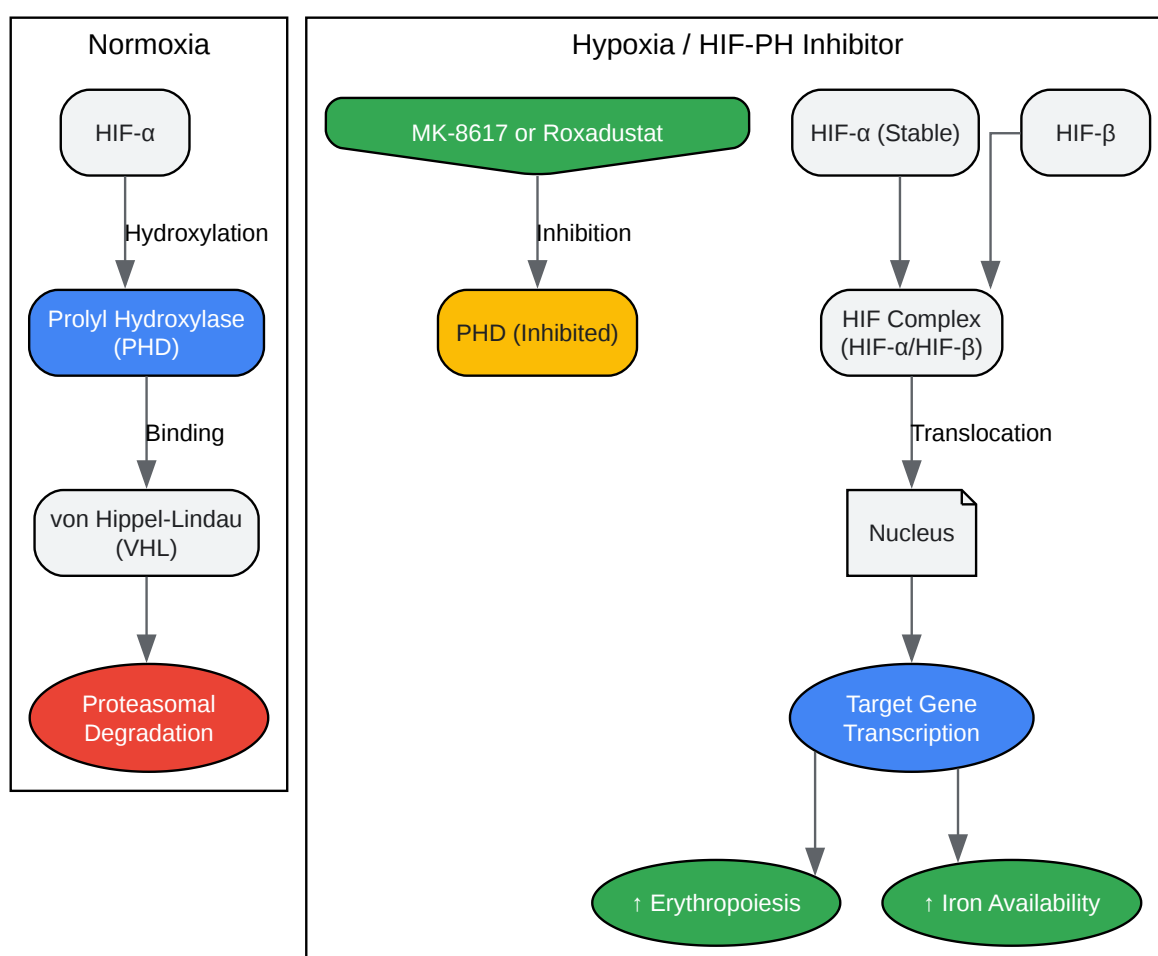 Normoxia
HIF-α
Hydroxylation
Prolyl Hydroxylase
(PHD)
Binding
von Hippel-Lindau
(VHL)
Proteasomal
Degradation
Hypoxia / HIF-PH Inhibitor
MK-8617 or Roxadustat
Inhibition
PHD (Inhibited)
HIF-α (Stable)
HIF-β
HIF Complex
(HIF-α/HIF-β)
Translocation
Nucleus
Target Gene
Transcription
↑ Erythropoiesis
↑ Iron Availability